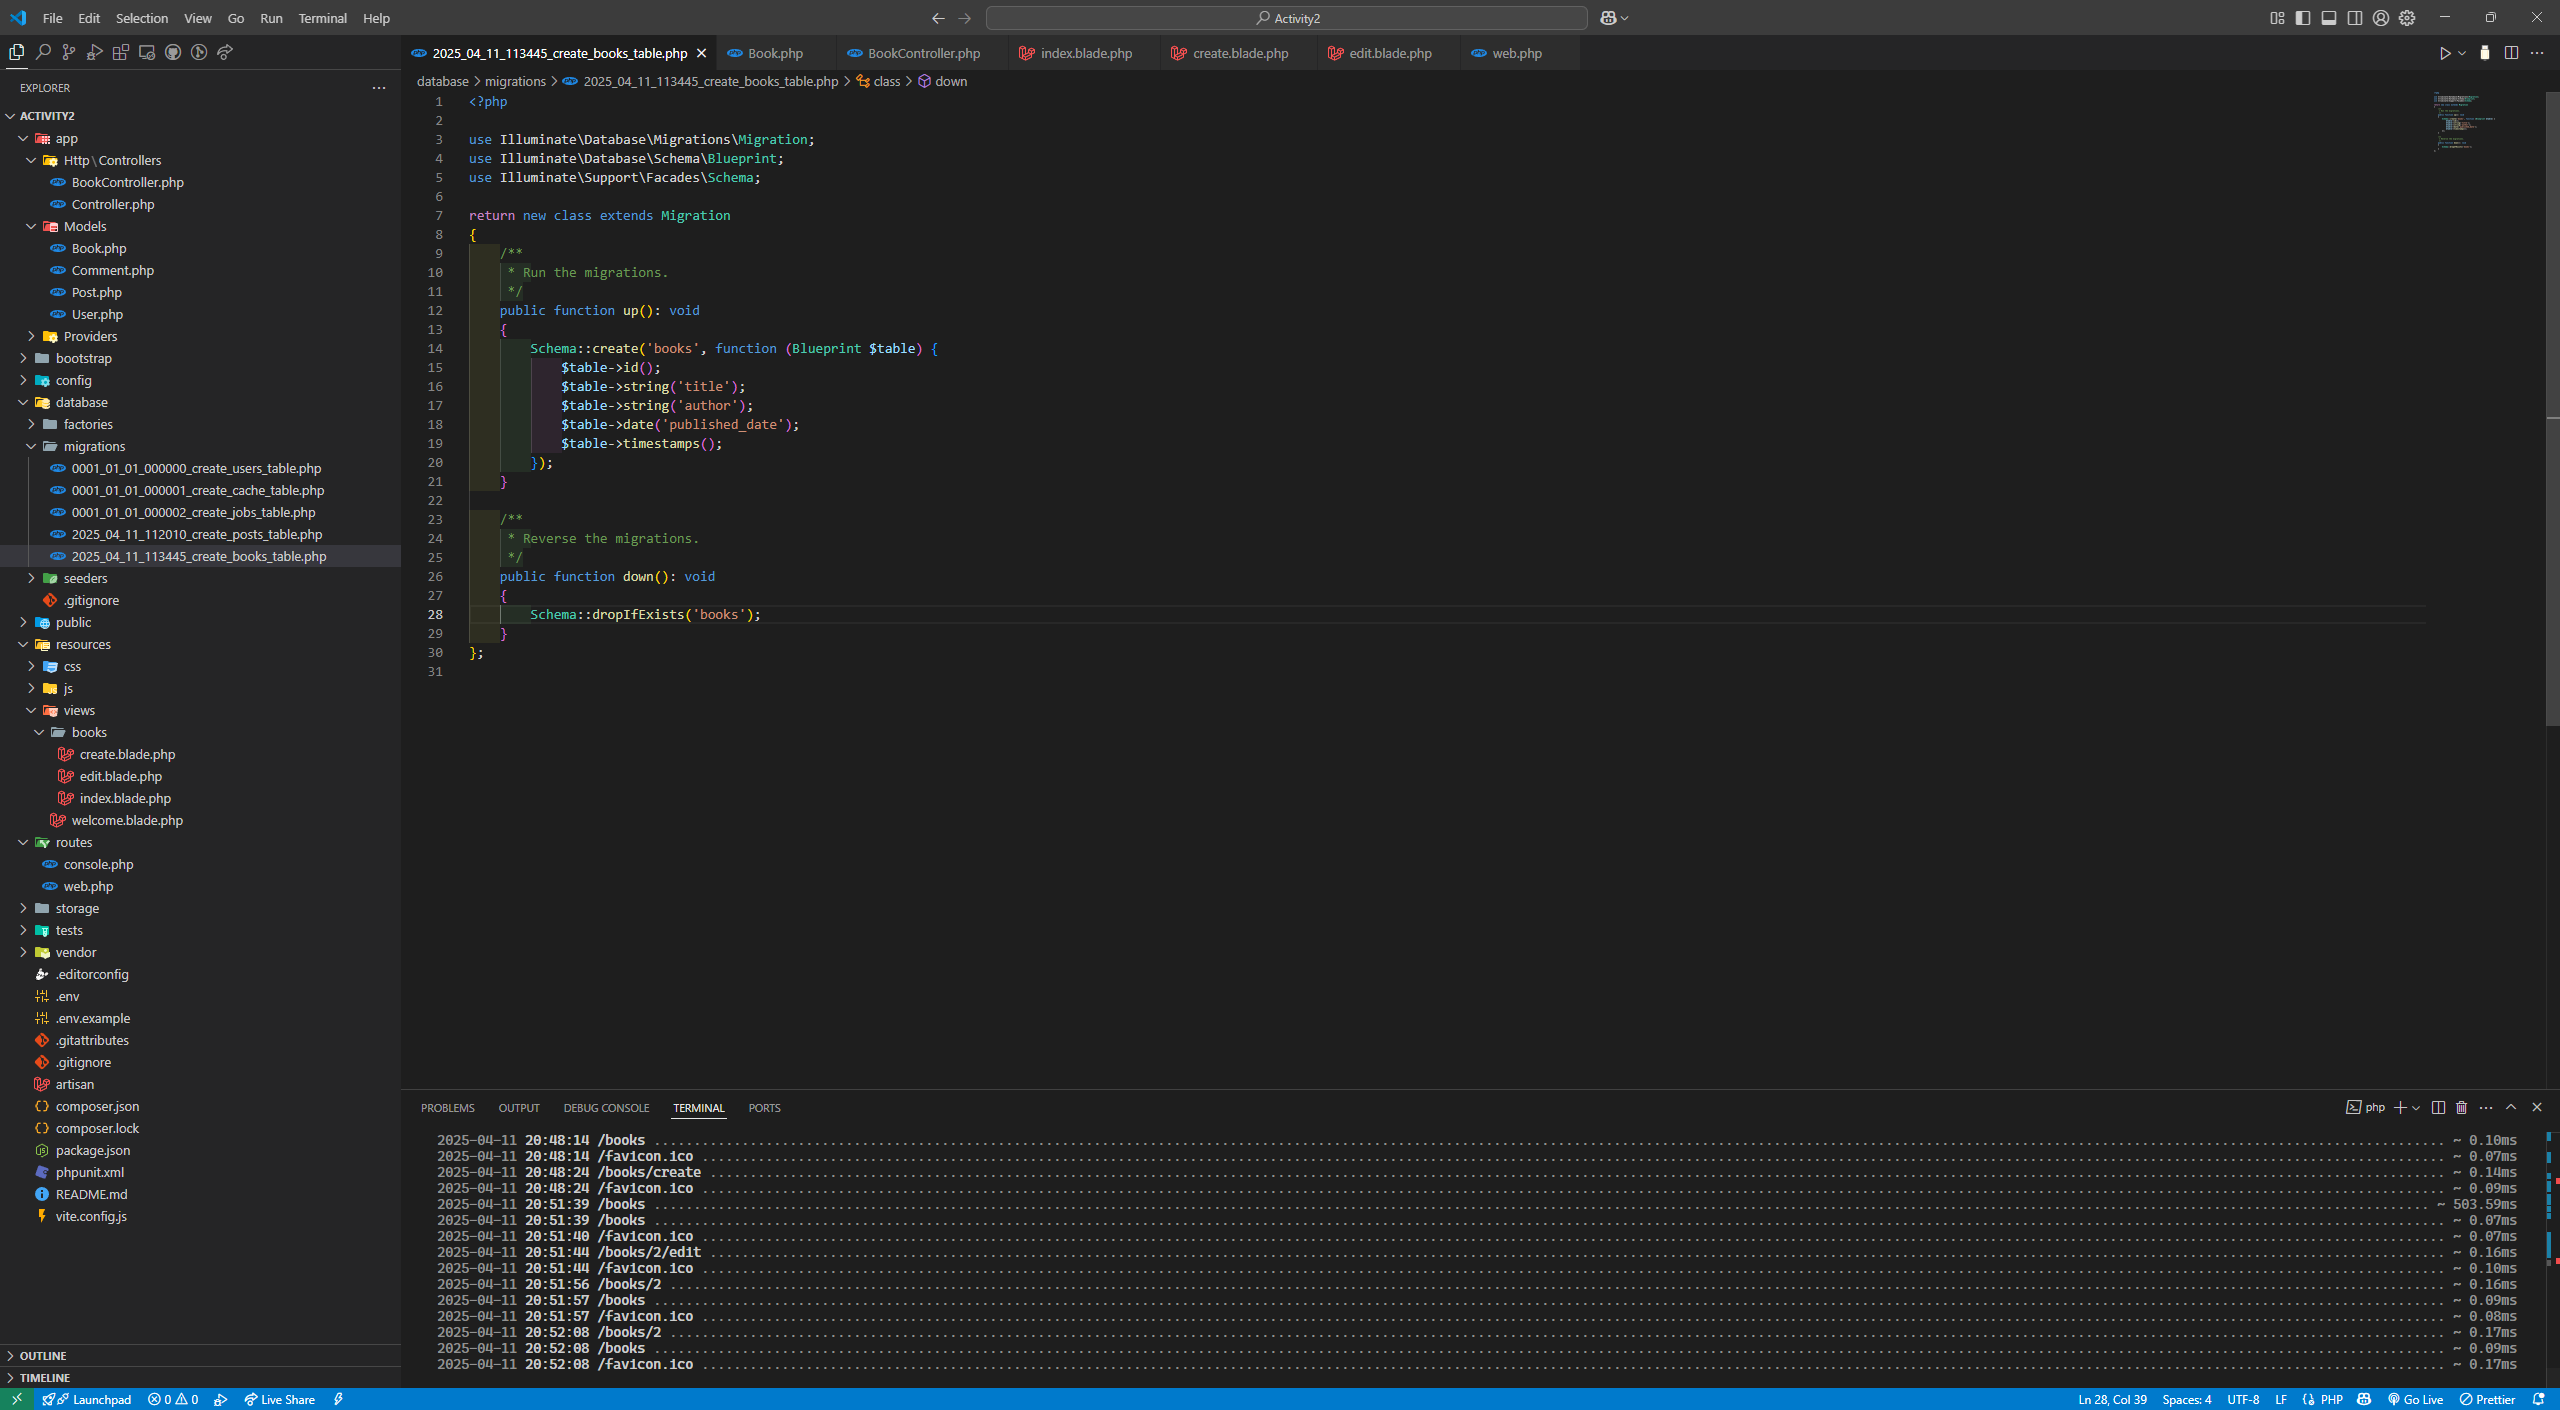 File Edit Selection View Go Run Terminal Help
Activity2
EXPLORER
ACTIVITY2
app
Http\Controllers
BookController.php
Controller.php
Models
Book.php
Comment.php
Post.php
User.php
Providers
bootstrap
config
database
factories
migrations
0001_01_01_000000_create_users_table.php
0001_01_01_000001_create_cache_table.php
0001_01_01_000002_create_jobs_table.php
2025_04_11_112010_create_posts_table.php
2025_04_11_113445_create_books_table.php
seeders
.gitignore
public
resources
css
js
views
books
create.blade.php
edit.blade.php
index.blade.php
welcome.blade.php
routes
console.php
web.php
storage
tests
vendor
.editorconfig
.env
.env.example
.gitattributes
.gitignore
artisan
composer.json
composer.lock
package.json
phpunit.xml
README.md
vite.config.js
OUTLINE
TIMELINE
2025_04_11_113445_create_books_table.php Book.php BookController.php index.blade.php create.blade.php edit.blade.php web.php
database > migrations > 2025_04_11_113445_create_books_table.php > class > down
1 <?php
2
3 use Illuminate\Database\Migrations\Migration;
4 use Illuminate\Database\Schema\Blueprint;
5 use Illuminate\Support\Facades\Schema;
6
7 return new class extends Migration
8 {
9 /**
10 * Run the migrations.
11 */
12 public function up(): void
13 {
14 Schema::create('books', function (Blueprint $table) {
15 $table->id();
16 $table->string('title');
17 $table->string('author');
18 $table->date('published_date');
19 $table->timestamps();
20 });
21 }
22
23 /**
24 * Reverse the migrations.
25 */
26 public function down(): void
27 {
28 Schema::dropIfExists('books');
29 }
30 };
31
PROBLEMS OUTPUT DEBUG CONSOLE TERMINAL PORTS
php
2025-04-11 20:48:14 /books ~ 0.10ms
2025-04-11 20:48:14 /favicon.ico ~ 0.07ms
2025-04-11 20:48:24 /books/create ~ 0.14ms
2025-04-11 20:48:24 /favicon.ico ~ 0.09ms
2025-04-11 20:51:39 /books ~ 503.59ms
2025-04-11 20:51:39 /books ~ 0.07ms
2025-04-11 20:51:40 /favicon.ico ~ 0.07ms
2025-04-11 20:51:44 /books/2/edit ~ 0.16ms
2025-04-11 20:51:44 /favicon.ico ~ 0.10ms
2025-04-11 20:51:56 /books/2 ~ 0.16ms
2025-04-11 20:51:57 /books ~ 0.09ms
2025-04-11 20:51:57 /favicon.ico ~ 0.08ms
2025-04-11 20:52:08 /books/2 ~ 0.17ms
2025-04-11 20:52:08 /books ~ 0.09ms
2025-04-11 20:52:08 /favicon.ico ~ 0.17ms
Launchpad 0 0 Live Share Ln 28, Col 39 Spaces: 4 UTF-8 LF {} PHP Go Live Prettier